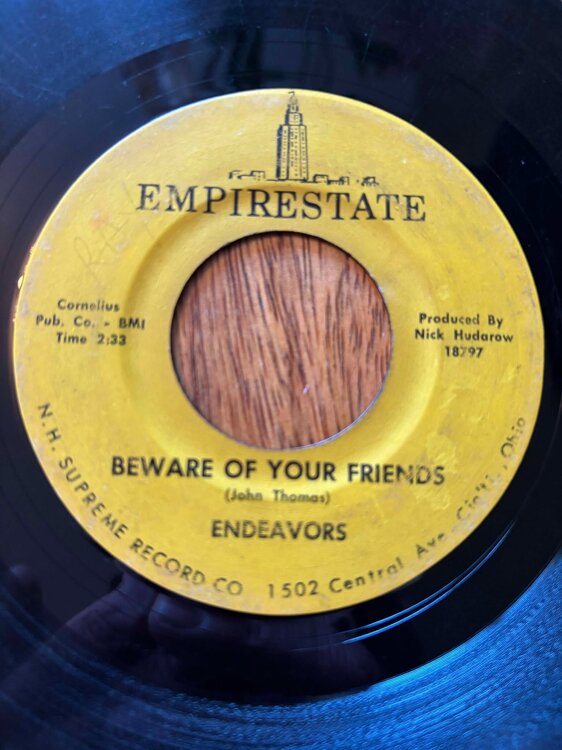 EMPIRESTATE
Cornelius
Pub. Co. - BMI
Time 2:33
Produced By
Nick Hudarow
18797
BEWARE OF YOUR FRIENDS
(John Thomas)
ENDEAVORS
N.H. SUPREME RECORD CO 1502 Central Ave. Ohio